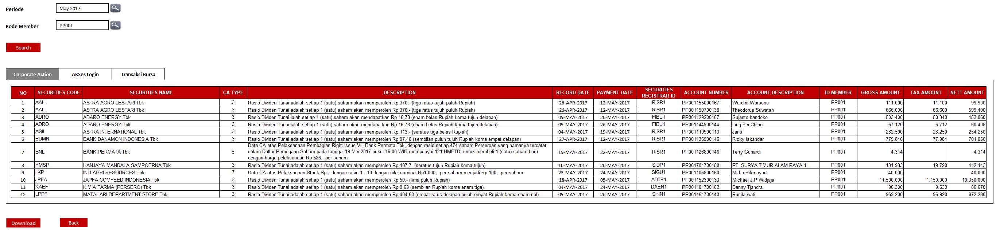 Periode May 2017
Kode Member PP001
Search
Corporate Action AKSes Login Transaksi Bursa
NO SECURITIES CODE SECURITIES NAME CA TYPE DESCRIPTION RECORD DATE PAYMENT DATE SECURITIES REGISTRAR ID ACCOUNT NUMBER ACCOUNT DESCRIPTION ID MEMBER GROSS AMOUNT TAX AMOUNT NETT AMOUNT
1 AALI ASTRA AGRO LESTARI Tbk 3 Rasio Dividen Tunai adalah setiap 1 (satu) saham akan memperoleh Rp 370,- (tiga ratus tujuh puluh Rupiah) 26-APR-2017 12-MAY-2017 RISR1 PP001155000167 Wardini Warsono PP001 111.000 11.100 99.900
2 AALI ASTRA AGRO LESTARI Tbk 3 Rasio Dividen Tunai adalah setiap 1 (satu) saham akan memperoleh Rp 370,- (tiga ratus tujuh puluh Rupiah) 26-APR-2017 12-MAY-2017 RISR1 PP001150700138 Theodorus Suwatan PP001 666.000 66.600 599.400
3 ADRO ADARO ENERGY Tbk 3 Rasio Dividen Tunai ialah setiap 1 (satu) saham akan mendapatkan Rp 16,78 (enam belas Rupiah koma tujuh delapan) 09-MAY-2017 26-MAY-2017 FIBU1 PP001129200187 Sujanto handoko PP001 503.400 50.340 453.060
4 ADRO ADARO ENERGY Tbk 3 Rasio Dividen Tunai ialah setiap 1 (satu) saham akan mendapatkan Rp 16,78 (enam belas Rupiah koma tujuh delapan) 09-MAY-2017 26-MAY-2017 FIBU1 PP001144900144 Ling Fei Ching PP001 67.120 6.712 60.408
5 ASII ASTRA INTERNATIONAL Tbk 3 Rasio Dividen Tunai adalah setiap 1 (satu) saham akan memperoleh Rp 113,- (seratus tiga belas Rupiah) 04-MAY-2017 19-MAY-2017 RISR1 PP001119900113 Janti PP001 282.500 28.250 254.250
6 BDMN BANK DANAMON INDONESIA Tbk 3 Rasio Dividen Tunai adalah setiap 1 (satu) saham akan memperoleh Rp 97,48 (sembilan puluh tujuh Rupiah koma empat delapan) 27-APR-2017 12-MAY-2017 RISR1 PP001136500146 Ricky Iskandar PP001 779.840 77.984 701.856
7 BNLI BANK PERMATA Tbk 5 Data CA atas Pelaksanaan Pembagian Right Issue VIII Bank Permata Tbk, dengan rasio setiap 474 saham Perseroan yang namanya tercatat
dalam Daftar Pemegang Saham pada tanggal 19 Mei 2017 pukul 16.00 WIB mempunyai 121 HMETD, untuk membeli 1 (satu) saham baru
dengan harga pelaksanaan Rp 526,- per saham 19-MAY-2017 22-MAY-2017 RISR1 PP001126800146 Terry Gunardi PP001 4.314 4.314
8 HMSP HANJAYA MANDALA SAMPOERNA Tbk 3 Rasio Dividen Tunai adalah setiap 1 (satu) saham akan memperoleh Rp 107,7 (seratus tujuh Rupiah koma tujuh) 10-MAY-2017 26-MAY-2017 SIDP1 PP001701700150 PT. SURYA TIMUR ALAM RAYA 1 PP001 131.933 19.790 112.143
9 IIKP INTI AGRI RESOURCES Tbk 7 Data CA atas Pelaksanaan Stock Split dengan rasio 1 : 10 dengan nilai nominal Rp1.000,- per saham menjadi Rp 100,- per saham 23-MAY-2017 24-MAY-2017 SIGU1 PP001106800160 Mitha Hikmayudi PP001 40.000 40.000
10 JPFA JAPFA COMFEED INDONESIA Tbk 3 Rasio Dividen Tunai adalah setiap 1 (satu) saham akan memperoleh Rp 50,- (lima puluh Rupiah) 18-APR-2017 05-MAY-2017 ADTR1 PP001152300133 Michael J.P Widjaja PP001 11.500.000 1.150.000 10.350.000
11 KAEF KIMIA FARMA (PERSERO) Tbk 3 Rasio Dividen Tunai adalah setiap 1 (satu) saham akan memperoleh Rp 9,63 (sembilan Rupiah koma enam tiga). 04-MAY-2017 24-MAY-2017 DAEN1 PP001101700182 Danny Tjandra PP001 96.300 9.630 86.670
12 LPPF MATAHARI DEPARTMENT STORE Tbk 3 Rasio Dividen Tunai adalah setiap 1 (satu) saham akan memperoleh Rp 484,60 (empat ratus delapan puluh empat Rupiah koma enam nol) 09-MAY-2017 26-MAY-2017 SHIN1 PP001161700140 Rusila wati PP001 969.200 96.920 872.280
Download Back